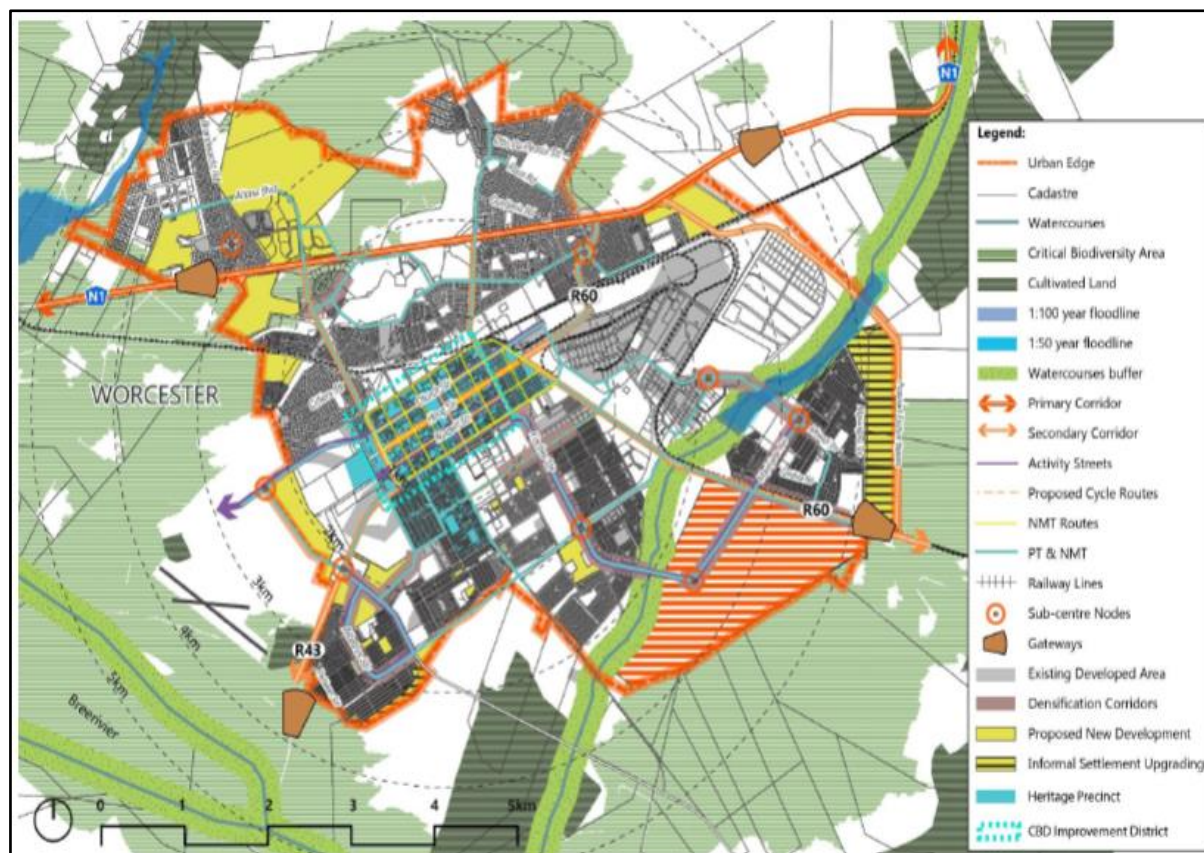 N1
N1
R60
WORCESTER
R60
2km
3km
R43
4km
5km
Breerivier
0 1 2 3 4 5km
Legend:
Urban Edge
Cadastre
Watercourses
Critical Biodiversity Area
Cultivated Land
1:100 year floodline
1:50 year floodline
Watercourses buffer
Primary Corridor
Secondary Corridor
Activity Streets
Proposed Cycle Routes
NMT Routes
PT & NMT
Railway Lines
Sub-centre Nodes
Gateways
Existing Developed Area
Densification Corridors
Proposed New Development
Informal Settlement Upgrading
Heritage Precinct
CBD Improvement District